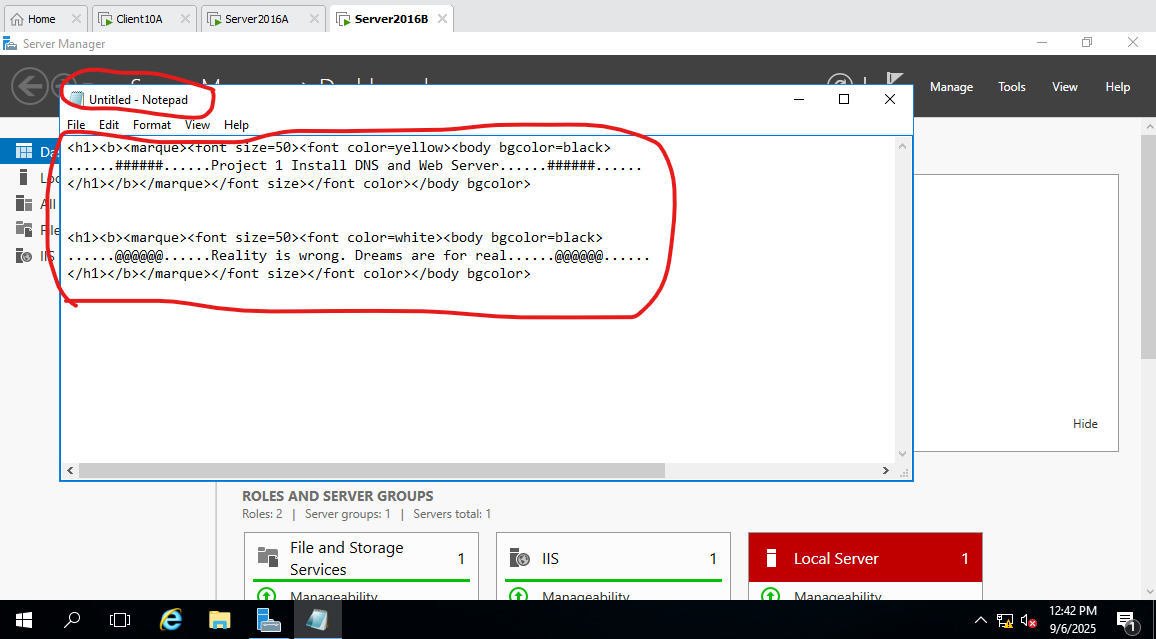 Home
Client10A
Server2016A
Server2016B
Server Manager
Manage Tools View Help
Untitled - Notepad
File Edit Format View Help
<h1><b><marque><font size=50><font color=yellow><body bgcolor=black>
......######......Project 1 Install DNS and Web Server......######......
</h1></b></marque></font size></font color></body bgcolor>
<h1><b><marque><font size=50><font color=white><body bgcolor=black>
......@@@@@@......Reality is wrong. Dreams are for real......@@@@@@......
</h1></b></marque></font size></font color></body bgcolor>
All
IIS
Hide
ROLES AND SERVER GROUPS
Roles: 2 | Server groups: 1 | Servers total: 1
File and Storage
Services
1
Manageability
IIS 1
Manageability
Local Server 1
Manageability
12:42 PM
9/6/2025
1